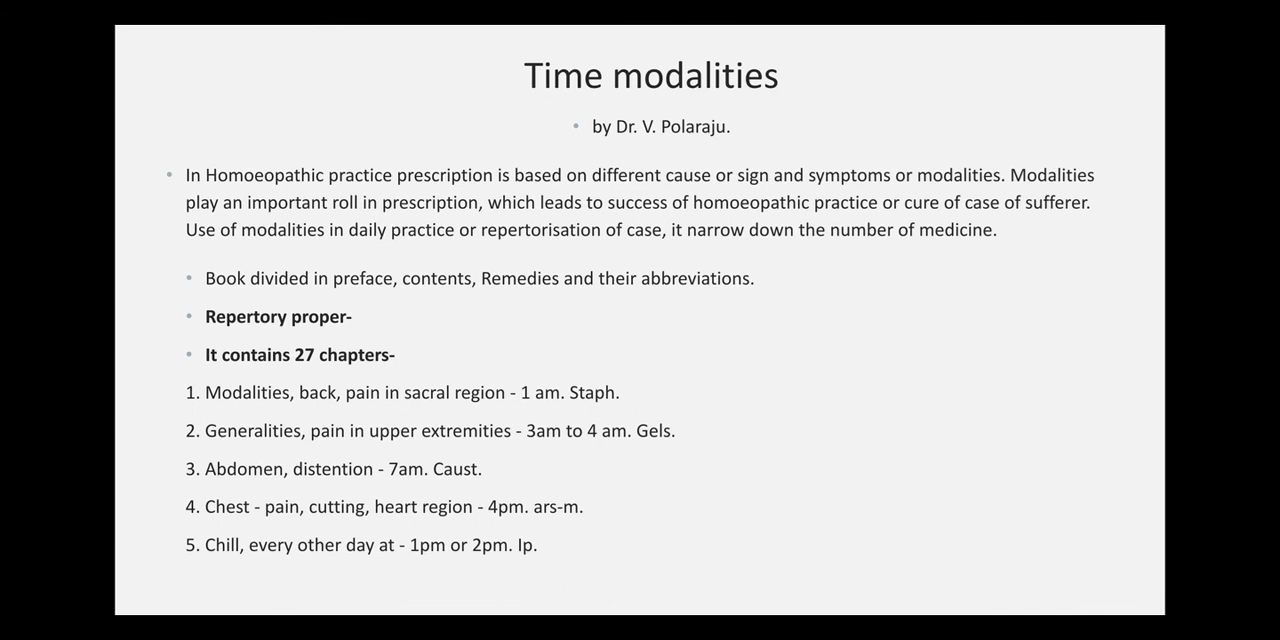 Time modalities
• by Dr. V. Polaraju.
• In Homoeopathic practice prescription is based on different cause or sign and symptoms or modalities. Modalities
play an important roll in prescription, which leads to success of homoeopathic practice or cure of case of sufferer.
Use of modalities in daily practice or repertorisation of case, it narrow down the number of medicine.
• Book divided in preface, contents, Remedies and their abbreviations.
• Repertory proper-
• It contains 27 chapters-
1. Modalities, back, pain in sacral region - 1 am. Staph.
2. Generalities, pain in upper extremities - 3am to 4 am. Gels.
3. Abdomen, distention - 7am. Caust.
4. Chest - pain, cutting, heart region - 4pm. ars-m.
5. Chill, every other day at - 1pm or 2pm. Ip.